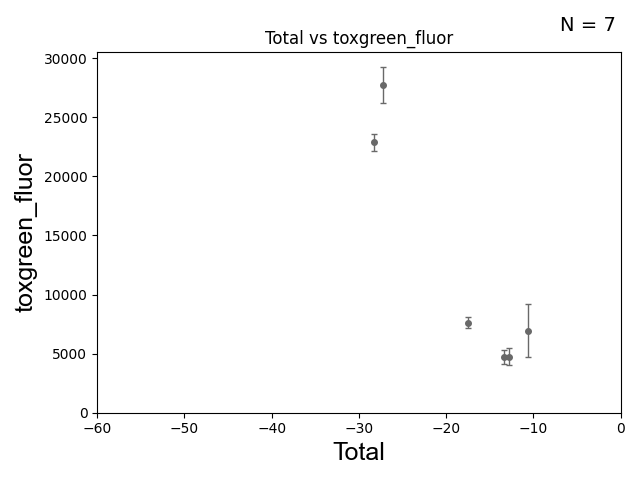 N = 7
Total vs toxgreen_fluor
30000
25000
20000
15000
10000
5000
0
toxgreen_fluor
−60 −50 −40 −30 −20 −10 0
Total